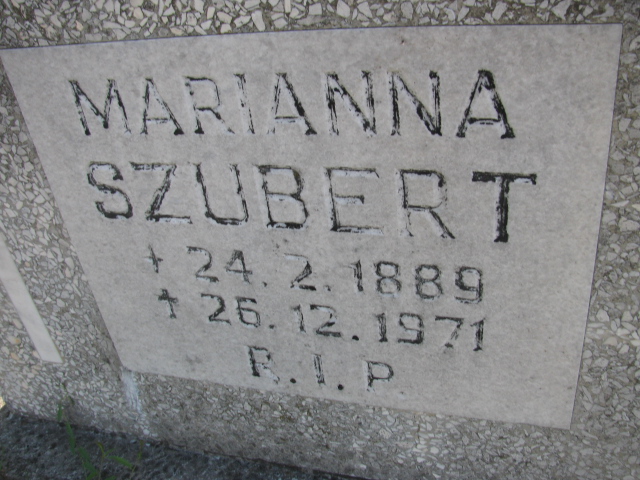 MARIANNA
SZUBERT
+ 24.2.1889
† 26.12.1971
R.I.P